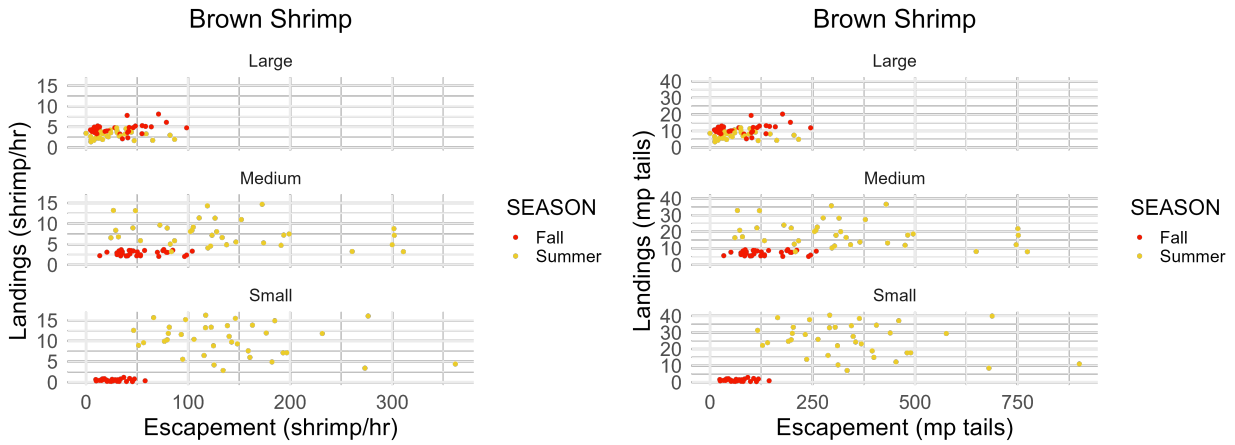 Brown Shrimp
Large
15
10
5
0
Medium
15
10
5
0
Small
15
10
5
0
0 100 200 300
Escapement (shrimp/hr)
Landings (shrimp/hr)
SEASON
Fall
Summer
Brown Shrimp
Large
40
30
20
10
0
Medium
40
30
20
10
0
Small
40
30
20
10
0
0 250 500 750
Escapement (mp tails)
Landings (mp tails)
SEASON
Fall
Summer